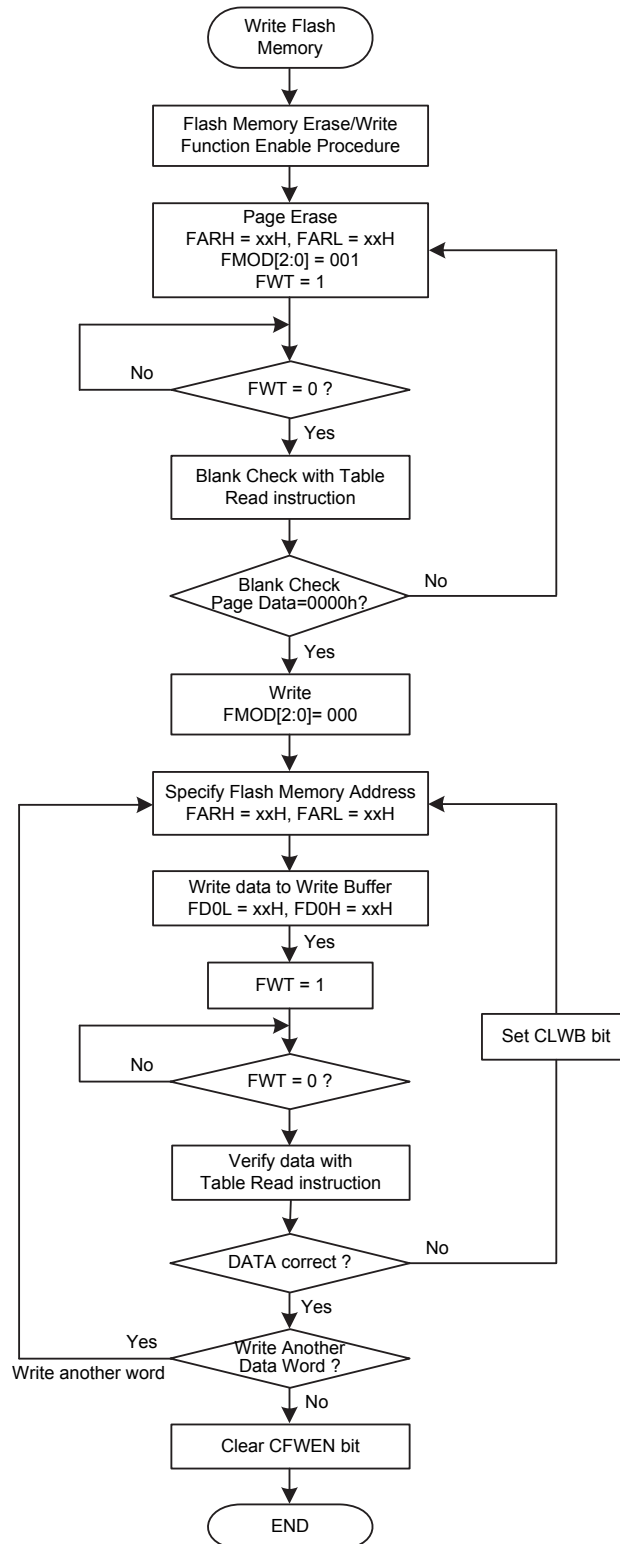 Write Flash
Memory
Flash Memory Erase/Write
Function Enable Procedure
Page Erase
FARH = xxH, FARL = xxH
FMOD[2:0] = 001
FWT = 1
No
FWT = 0 ?
Yes
Blank Check with Table
Read instruction
Blank Check
Page Data=0000h?
No
Yes
Write
FMOD[2:0]= 000
Specify Flash Memory Address
FARH = xxH, FARL = xxH
Write data to Write Buffer
FD0L = xxH, FD0H = xxH
Yes
FWT = 1
Set CLWB bit
No
FWT = 0 ?
Verify data with
Table Read instruction
DATA correct ?
No
Yes
Yes
Write another word
Write Another
Data Word ?
No
Clear CFWEN bit
END